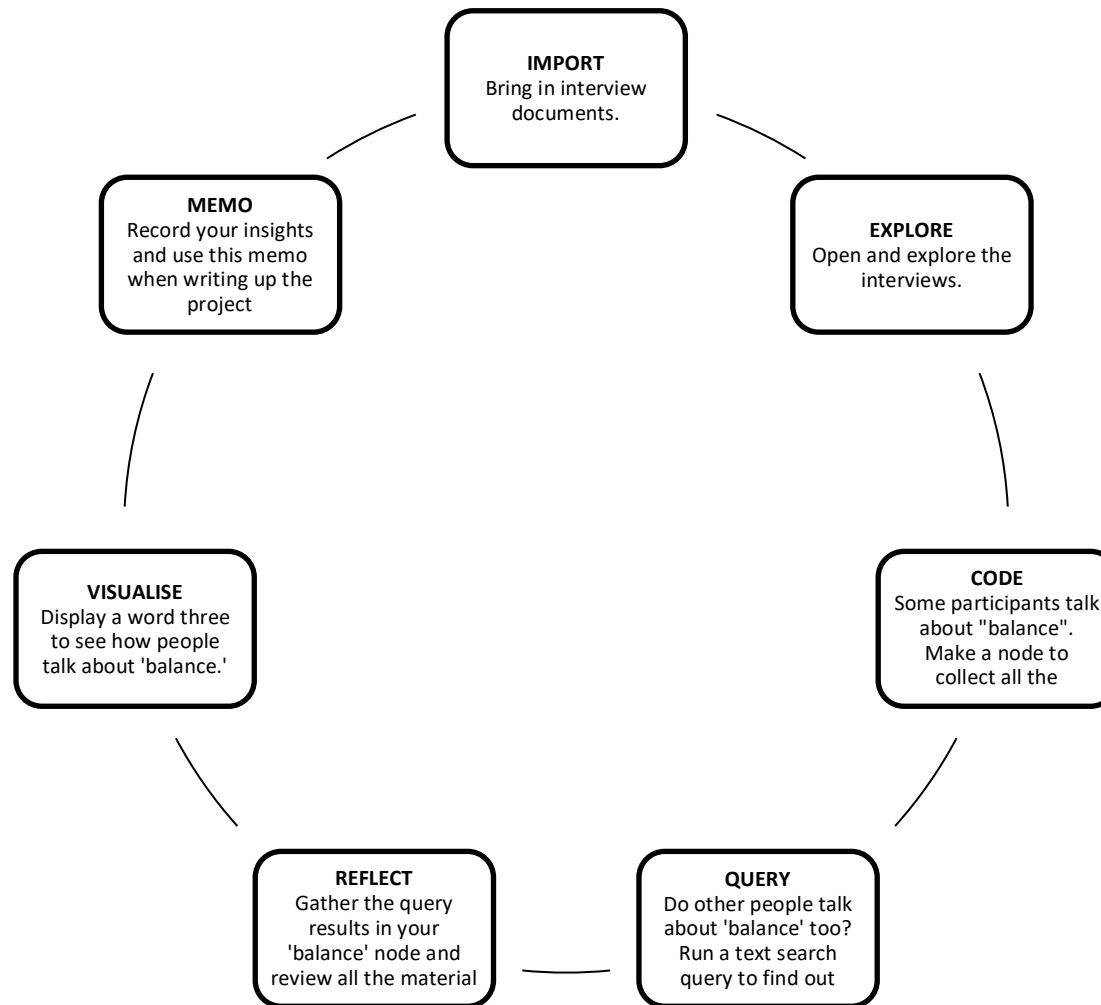 IMPORT
Bring in interview
documents.
EXPLORE
Open and explore the
interviews.
CODE
Some participants talk
about "balance".
Make a node to
collect all the
QUERY
Do other people talk
about 'balance' too?
Run a text search
query to find out
REFLECT
Gather the query
results in your
'balance' node and
review all the material
VISUALISE
Display a word three
to see how people
talk about 'balance.'
MEMO
Record your insights
and use this memo
when writing up the
project